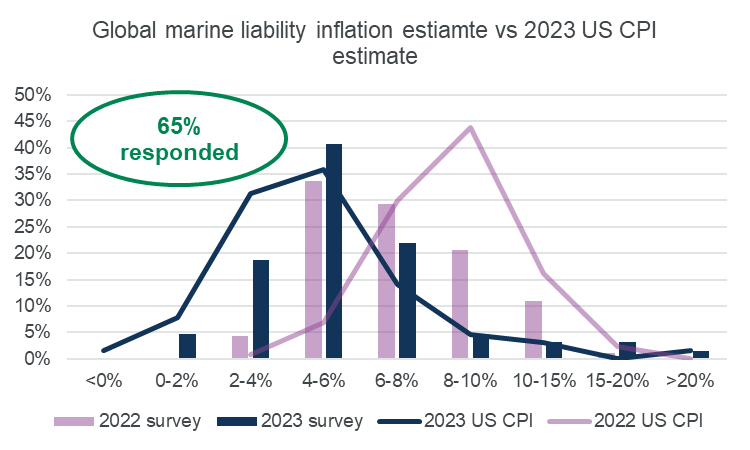 Global marine liability inflation estiamte vs 2023 US CPI
estimate
50%
45%
40%
35%
30%
25%
20%
15%
10%
5%
0%
65%
responded
<0% 0-2% 2-4% 4-6% 6-8% 8-10% 10-15% 15-20% >20%
2022 survey 2023 survey 2023 US CPI 2022 US CPI